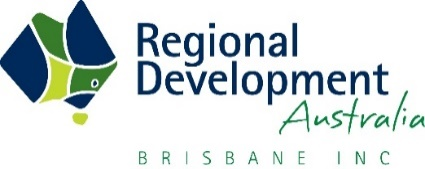 Regional
Development
Australia
BRISBANE INC